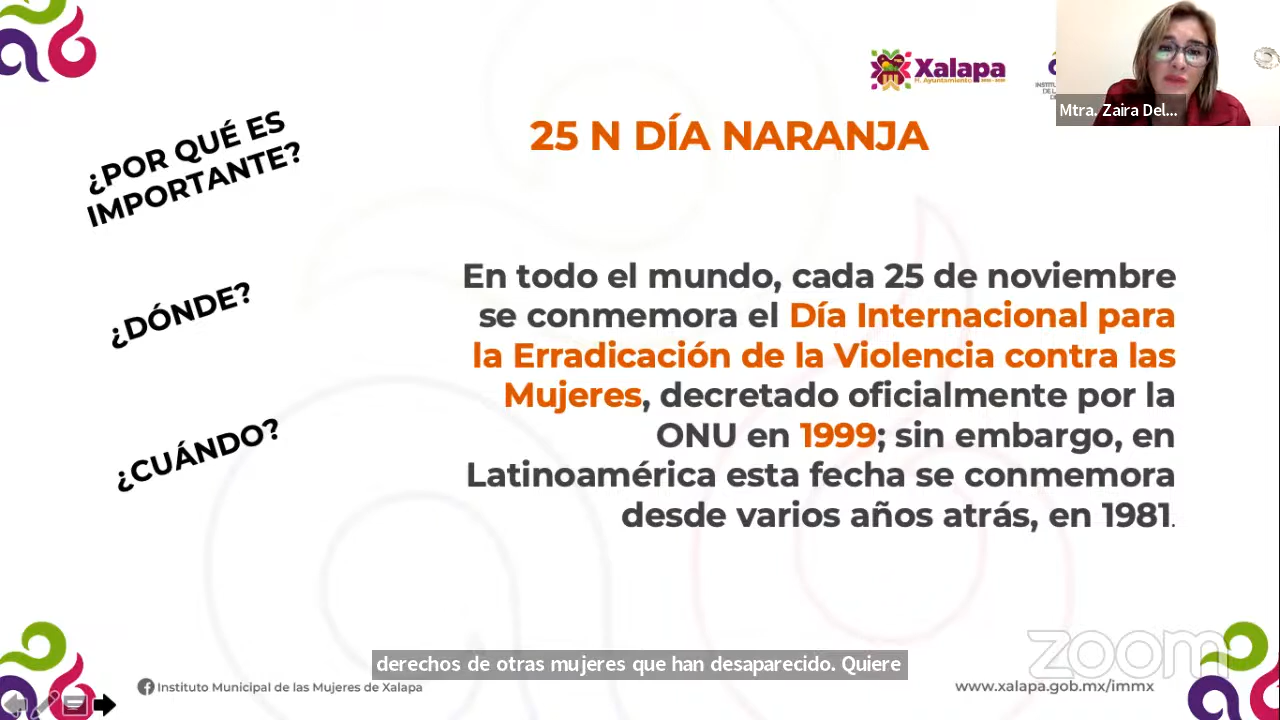 Xalapa
H. Ayuntamiento
Mtra. Zaira Del...
¿POR QUÉ ES
IMPORTANTE?
25 N DÍA NARANJA
¿DÓNDE?
¿CUÁNDO?
En todo el mundo, cada 25 de noviembre
se conmemora el Día Internacional para
la Erradicación de la Violencia contra las
Mujeres, decretado oficialmente por la
ONU en 1999; sin embargo, en
Latinoamérica esta fecha se conmemora
desde varios años atrás, en 1981.
zoom
derechos de otras mujeres que han desaparecido. Quiere
Instituto Municipal de las Mujeres de Xalapa
www.xalapa.gob.mx/immx